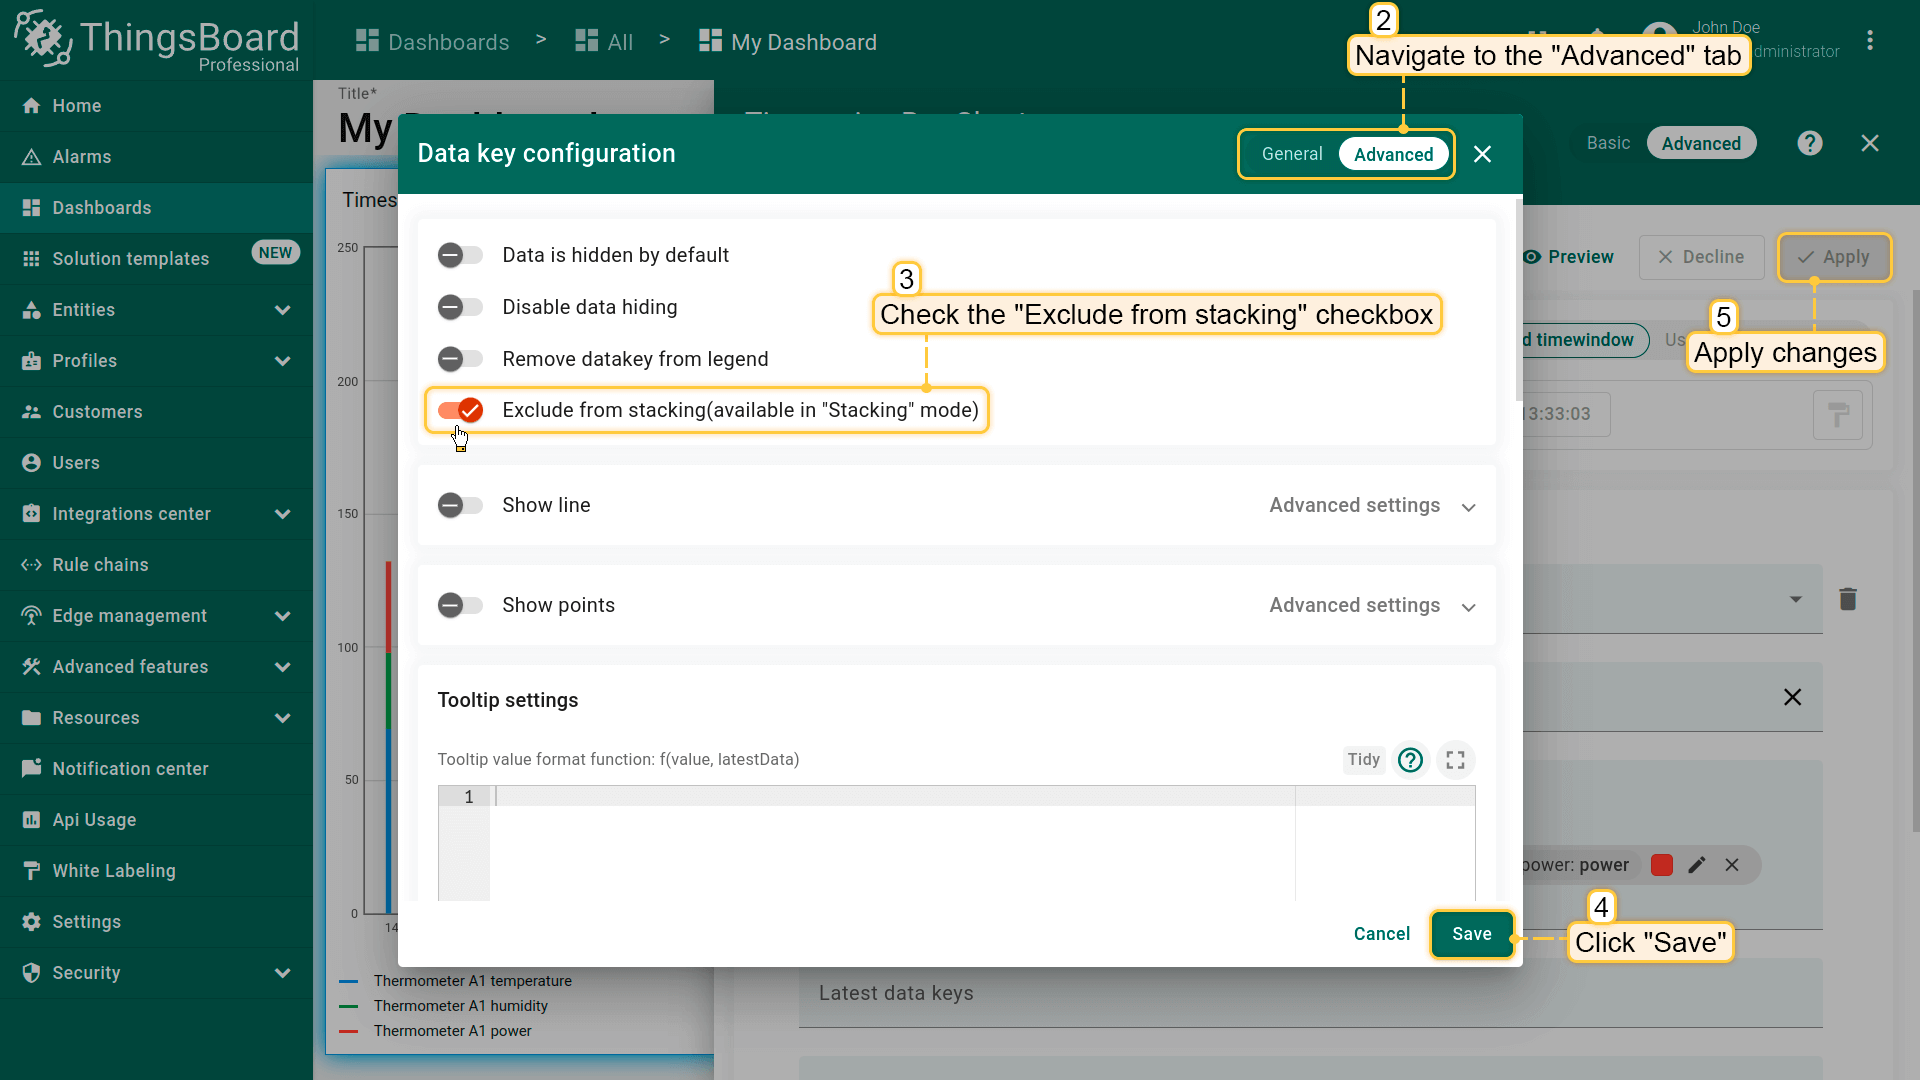 ThingsBoard
Professional
Dashboards > All > My Dashboard
John Doe
dministrator
2
Navigate to the "Advanced" tab
Home
Alarms
Dashboards
Solution templates NEW
Entities
Profiles
Customers
Users
Integrations center
Rule chains
Edge management
Advanced features
Resources
Notification center
Api Usage
White Labeling
Settings
Security
Title*
My
Times
250
200
150
100
50
0
14
Thermometer A1 temperature
Thermometer A1 humidity
Thermometer A1 power
Data key configuration
General Advanced
Data is hidden by default
Disable data hiding
Remove datakey from legend
Exclude from stacking(available in "Stacking" mode)
3
Check the "Exclude from stacking" checkbox
Show line
Advanced settings
Show points
Advanced settings
Tooltip settings
Tooltip value format function: f(value, latestData)
Tidy
1
Cancel Save
4
Click "Save"
Basic Advanced
Preview Decline Apply
5
Apply changes
d timewindow
Us
13:33:03
power: power
Latest data keys